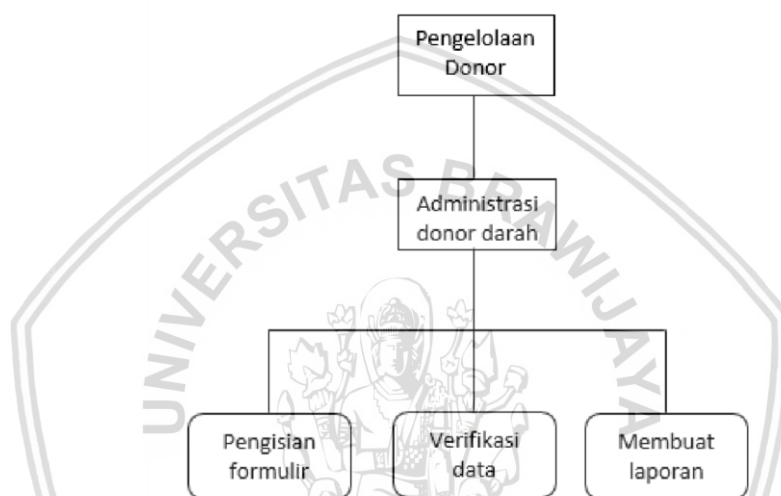 Pengelolaan
Donor
UNIVERSITAS BRAWIJAYA
Administrasi
donor darah
Pengisian
formulir
Verifikasi
data
Membuat
laporan